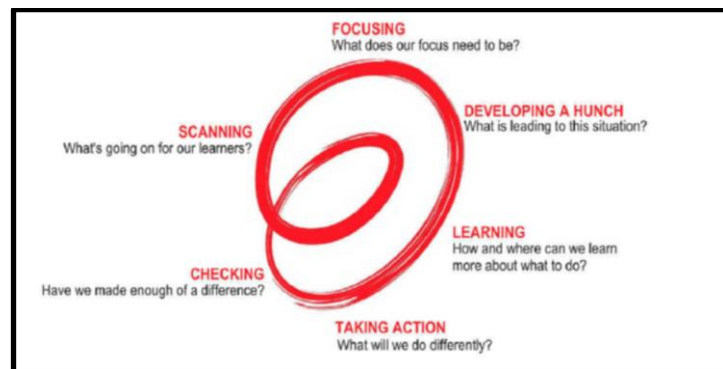 FOCUSING
What does our focus need to be?
DEVELOPING A HUNCH
What is leading to this situation?
SCANNING
What's going on for our learners?
LEARNING
How and where can we learn
more about what to do?
CHECKING
Have we made enough of a difference?
TAKING ACTION
What will we do differently?